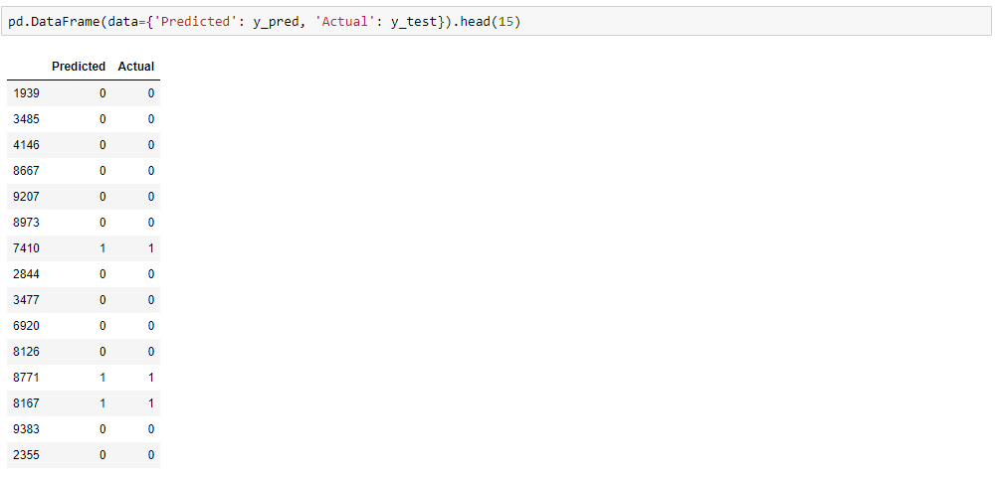 pd.DataFrame(data={'Predicted': y_pred, 'Actual': y_test}).head(15)
Predicted Actual
1939 0 0
3485 0 0
4146 0 0
8667 0 0
9207 0 0
8973 0 0
7410 1 1
2844 0 0
3477 0 0
6920 0 0
8126 0 0
8771 1 1
8167 1 1
9383 0 0
2355 0 0